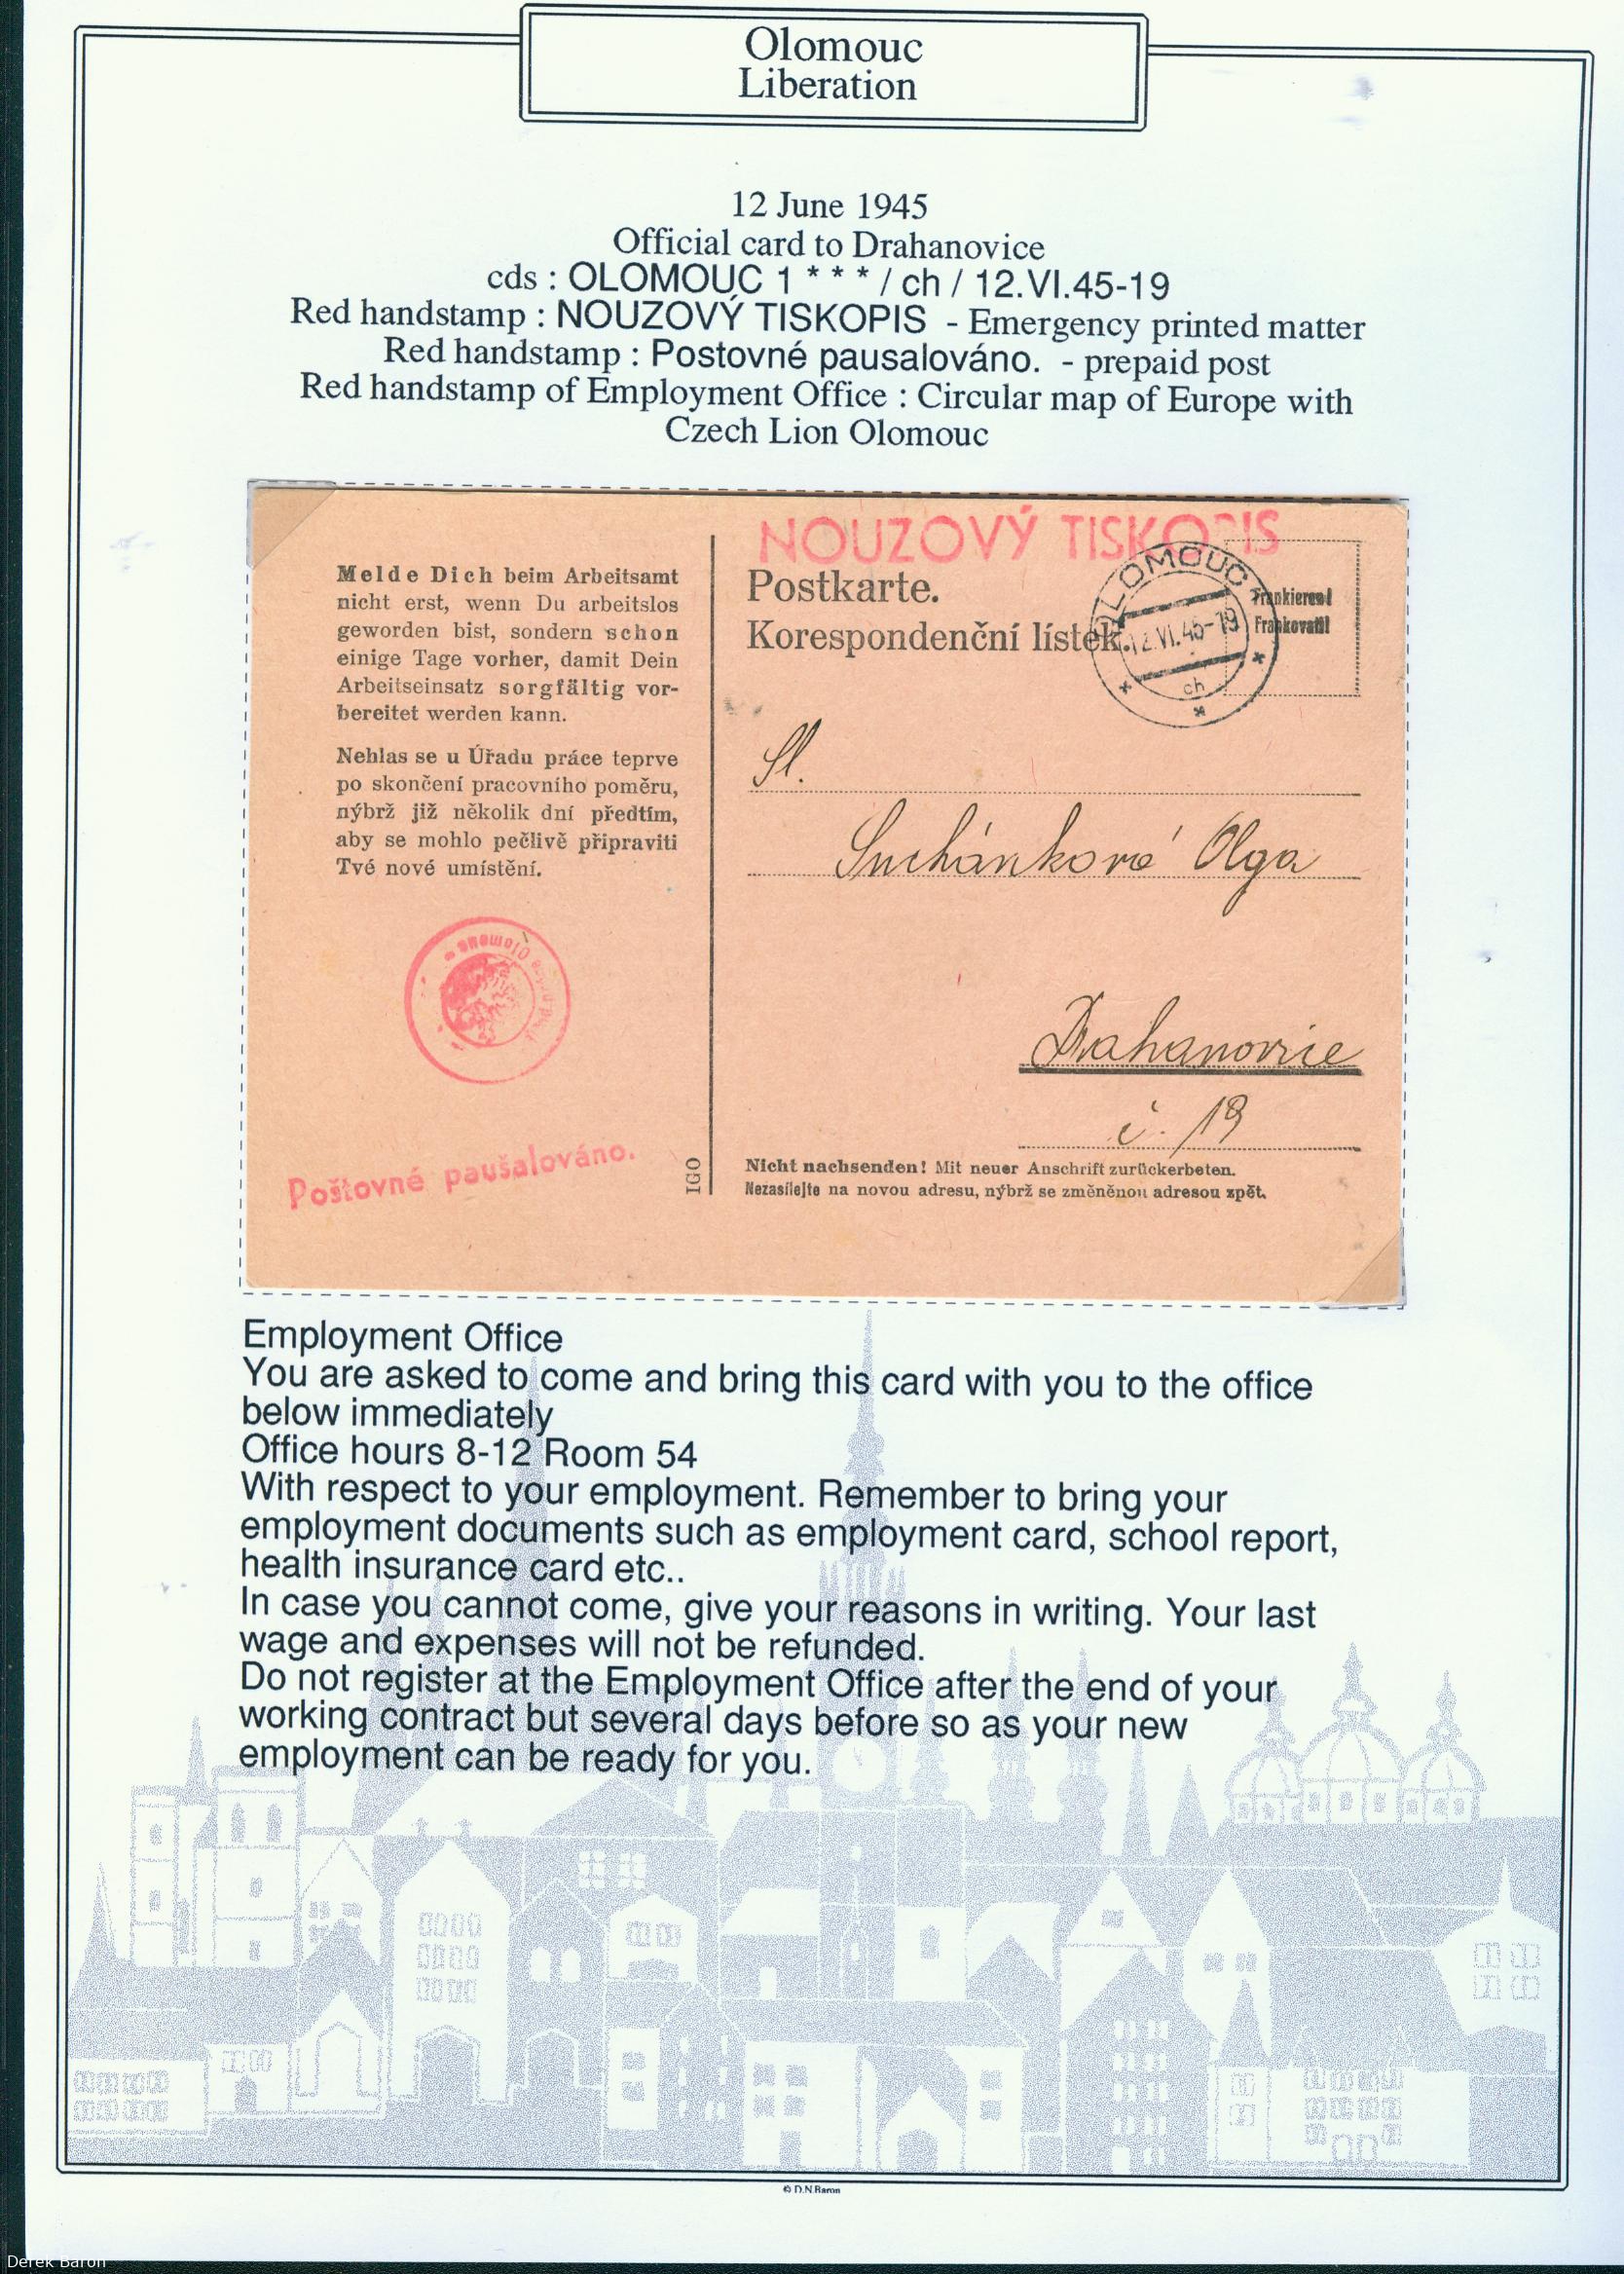 Olomouc
Liberation
12 June 1945
Official card to Drahanovice
cds : OLOMOUC 1 * * * / ch / 12.VI.45-19
Red handstamp : NOUZOVÝ TISKOPIS - Emergency printed matter
Red handstamp : Postovné pausalováno. - prepaid post
Red handstamp of Employment Office : Circular map of Europe with
Czech Lion Olomouc
NOUZOVÝ TISKOPIS
Melde Dich beim Arbeitsamt
nicht erst, wenn Du arbeitslos
geworden bist, sondern schon
einige Tage vorher, damit Dein
Arbeitseinsatz sorgfältig vor-
bereitet werden kann.
Nehlas se u Úřadu práce teprve
po skončení pracovního poměru,
nýbrž již několik dní předtím,
aby se mohlo pečlivě připraviti
Tvé nové umístění.
Olomouc
Poštovné paušalováno.
IGO
Postkarte.
Korespondenční lístek.
OLOMOUC
12.VI.45-19
ch
Frankieren!
Frankovati!
Sl.
Suchánková Olga
Drahanovice
č. 19
Nicht nachsenden! Mit neuer Anschrift zurückerbeten.
Nezasílejte na novou adresu, nýbrž se změněnou adresou zpět.
Employment Office
You are asked to come and bring this card with you to the office
below immediately
Office hours 8-12 Room 54
With respect to your employment. Remember to bring your
employment documents such as employment card, school report,
health insurance card etc..
In case you cannot come, give your reasons in writing. Your last
wage and expenses will not be refunded.
Do not register at the Employment Office after the end of your
working contract but several days before so as your new
employment can be ready for you.
© D.N.Baron
Derek Baron